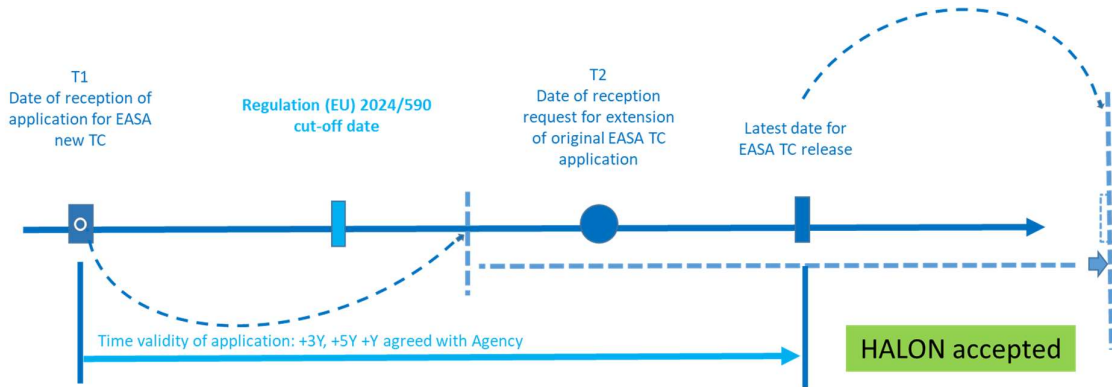 T1
Date of reception of
application for EASA
new TC
Regulation (EU) 2024/590
cut-off date
T2
Date of reception
request for extension
of original EASA TC
application
Latest date for
EASA TC release
Time validity of application: +3Y, +5Y +Y agreed with Agency
HALON accepted